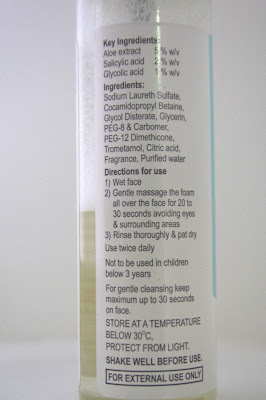 Key Ingredients:
Aloe extract 5 % w/v
Salicylic acid 2 % w/v
Glycolic acid 1 % w/v
Ingredients:
Sodium Laureth Sulfate,
Cocamidopropyl Betaine,
Glycol Disterate, Glycerin,
PEG-8 & Carbomer,
PEG-12 Dimethicone,
Trometamol, Citric acid,
Fragrance, Purified water
Directions for use
1) Wet face
2) Gentle massage the foam
all over the face for 20 to
30 seconds avoiding eyes
& surrounding areas
3) Rinse thoroughly & pat dry
Use twice daily
Not to be used in children
below 3 years
For gentle cleansing keep
maximum up to 30 seconds
on face.
STORE AT A TEMPERATURE
BELOW 30°C,
PROTECT FROM LIGHT.
SHAKE WELL BEFORE USE.
FOR EXTERNAL USE ONLY